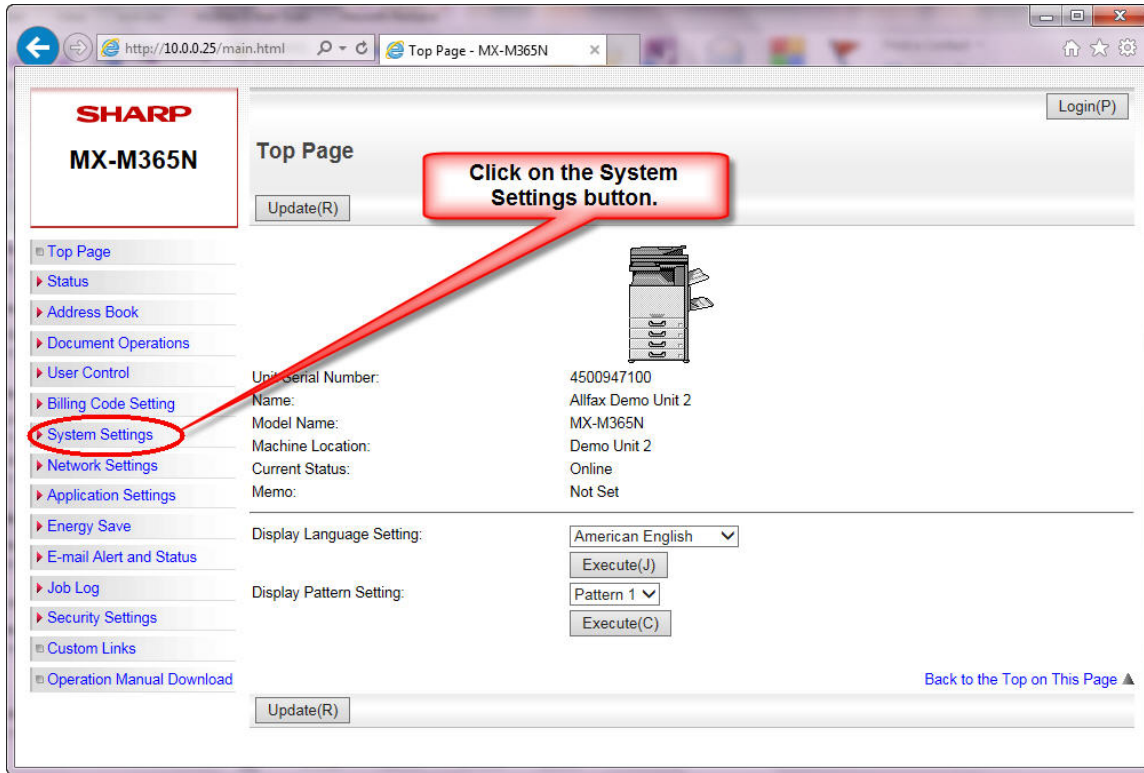 http://10.0.0.25/main.html
Top Page - MX-M365N
SHARP
MX-M365N
Login(P)
Top Page
Update(R)
Click on the System
Settings button.
Top Page
Status
Address Book
Document Operations
User Control
Billing Code Setting
System Settings
Network Settings
Application Settings
Energy Save
E-mail Alert and Status
Job Log
Security Settings
Custom Links
Operation Manual Download
Unit Serial Number: 4500947100
Name: Allfax Demo Unit 2
Model Name: MX-M365N
Machine Location: Demo Unit 2
Current Status: Online
Memo: Not Set
Display Language Setting: American English
Execute(J)
Display Pattern Setting: Pattern 1
Execute(C)
Back to the Top on This Page
Update(R)